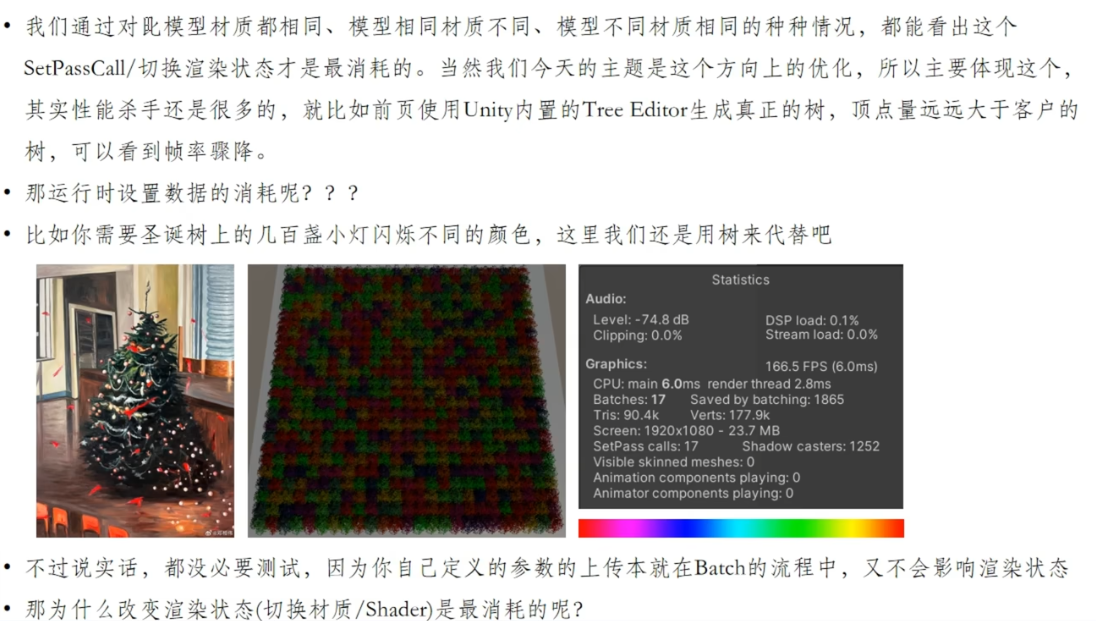 • 我们通过对比模型材质都相同、模型相同材质不同、模型不同材质相同的种种情况，都能看出这个
SetPassCall/切换渲染状态才是最消耗的。当然我们今天的主题是这个方向上的优化，所以主要体现这个，
其实性能杀手还是很多的，就比如前页使用Unity内置的Tree Editor生成真正的树，顶点量远远大于客户的
树，可以看到帧率骤降。
• 那运行时设置数据的消耗呢？？？
• 比如你需要圣诞树上的几百盏小灯闪烁不同的颜色，这里我们还是用树来代替吧
Statistics
Audio:
Level: -74.8 dB DSP load: 0.1%
Clipping: 0.0% Stream load: 0.0%
Graphics: 166.5 FPS (6.0ms)
CPU: main 6.0ms render thread 2.8ms
Batches: 17 Saved by batching: 1865
Tris: 90.4k Verts: 177.9k
Screen: 1920x1080 - 23.7 MB
SetPass calls: 17 Shadow casters: 1252
Visible skinned meshes: 0
Animation components playing: 0
Animator components playing: 0
• 不过说实话，都没必要测试，因为你自己定义的参数的上传本就在Batch的流程中，又不会影响渲染状态
• 那为什么改变渲染状态(切换材质/Shader)是最消耗的呢？